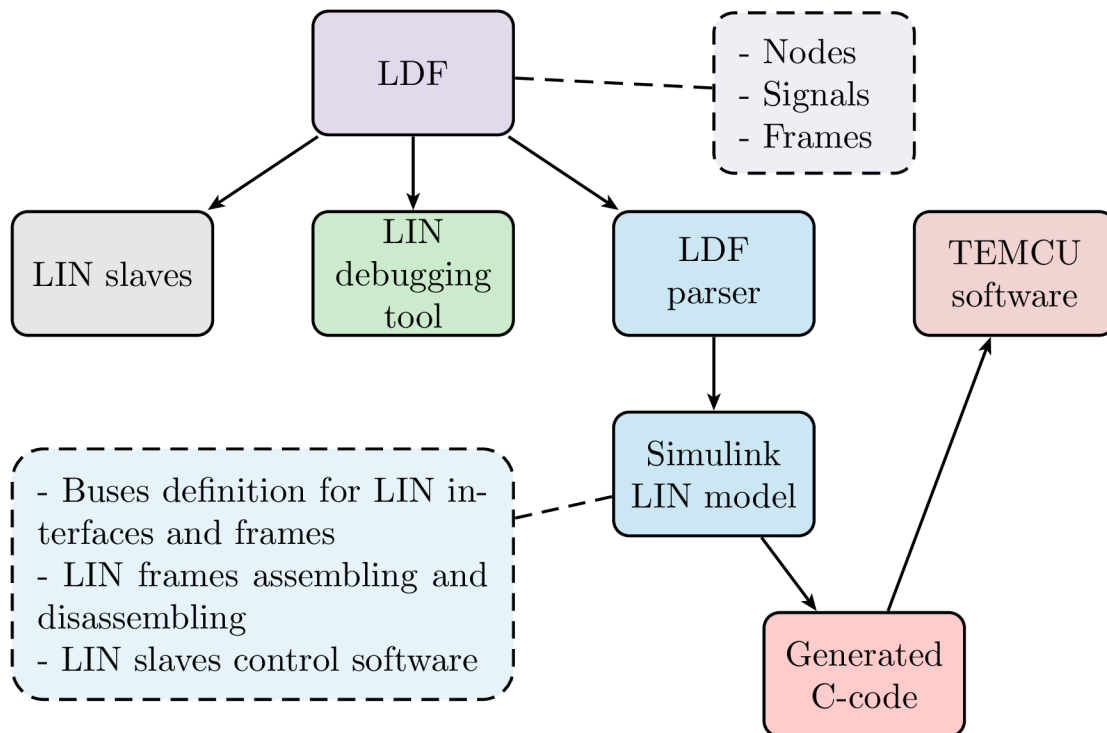 LDF
- Nodes
- Signals
- Frames
LIN slaves
LIN
debugging
tool
LDF
parser
TEMCU
software
Simulink
LIN model
- Buses definition for LIN in-
terfaces and frames
- LIN frames assembling and
disassembling
- LIN slaves control software
Generated
C-code